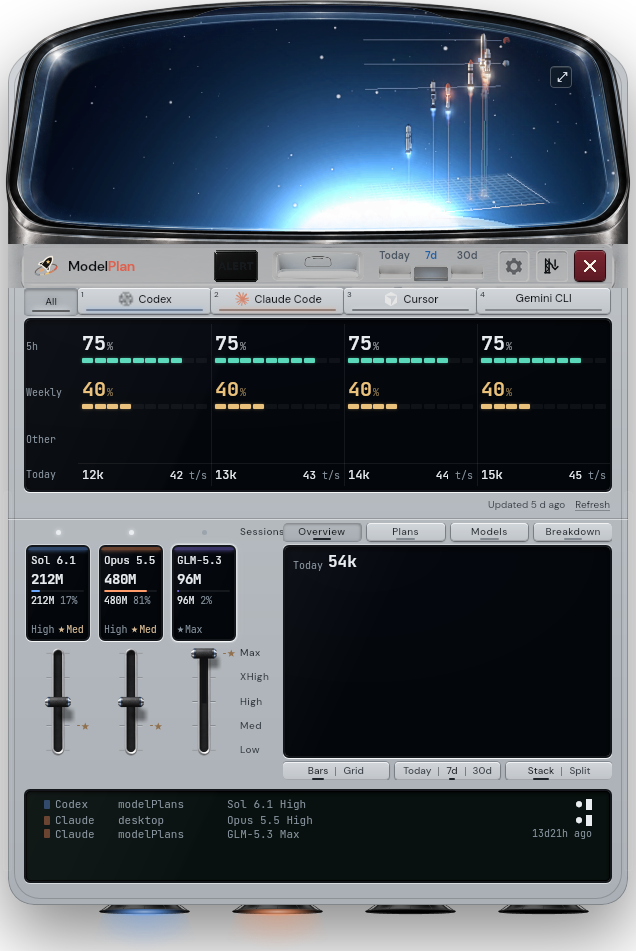 ModelPlan ALERT Today 7d 30d
All 1 Codex 2 Claude Code 3 Cursor 4 Gemini CLI
5h 75% 75% 75% 75%
Weekly 40% 40% 40% 40%
Other
Today 12k 42 t/s 13k 43 t/s 14k 44 t/s 15k 45 t/s
Updated 5 d ago Refresh
Sessions Overview Plans Models Breakdown
Sol 6.1 Opus 5.5 GLM-5.3
212M 480M 96M
212M 17% 480M 81% 96M 2%
High ★Med High ★Med ★Max
Today 54k
★ Max
XHigh
High
★ ★ Med
Low
Bars | Grid Today | 7d | 30d Stack | Split
Codex modelPlans Sol 6.1 High
Claude desktop Opus 5.5 High
Claude modelPlans GLM-5.3 Max 13d21h ago